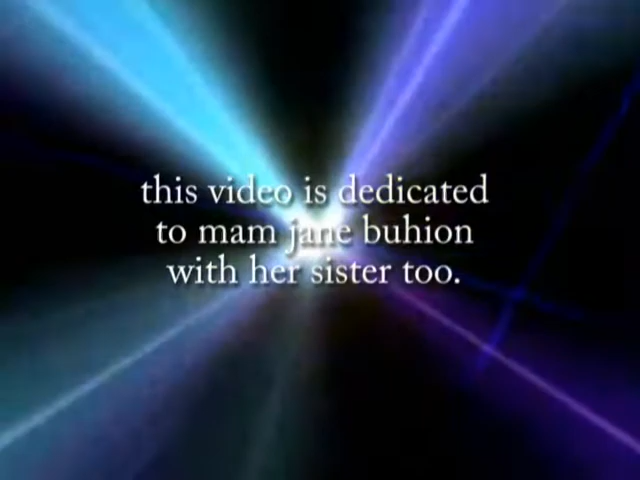 this video is dedicated
to mam jane buhion
with her sister too.